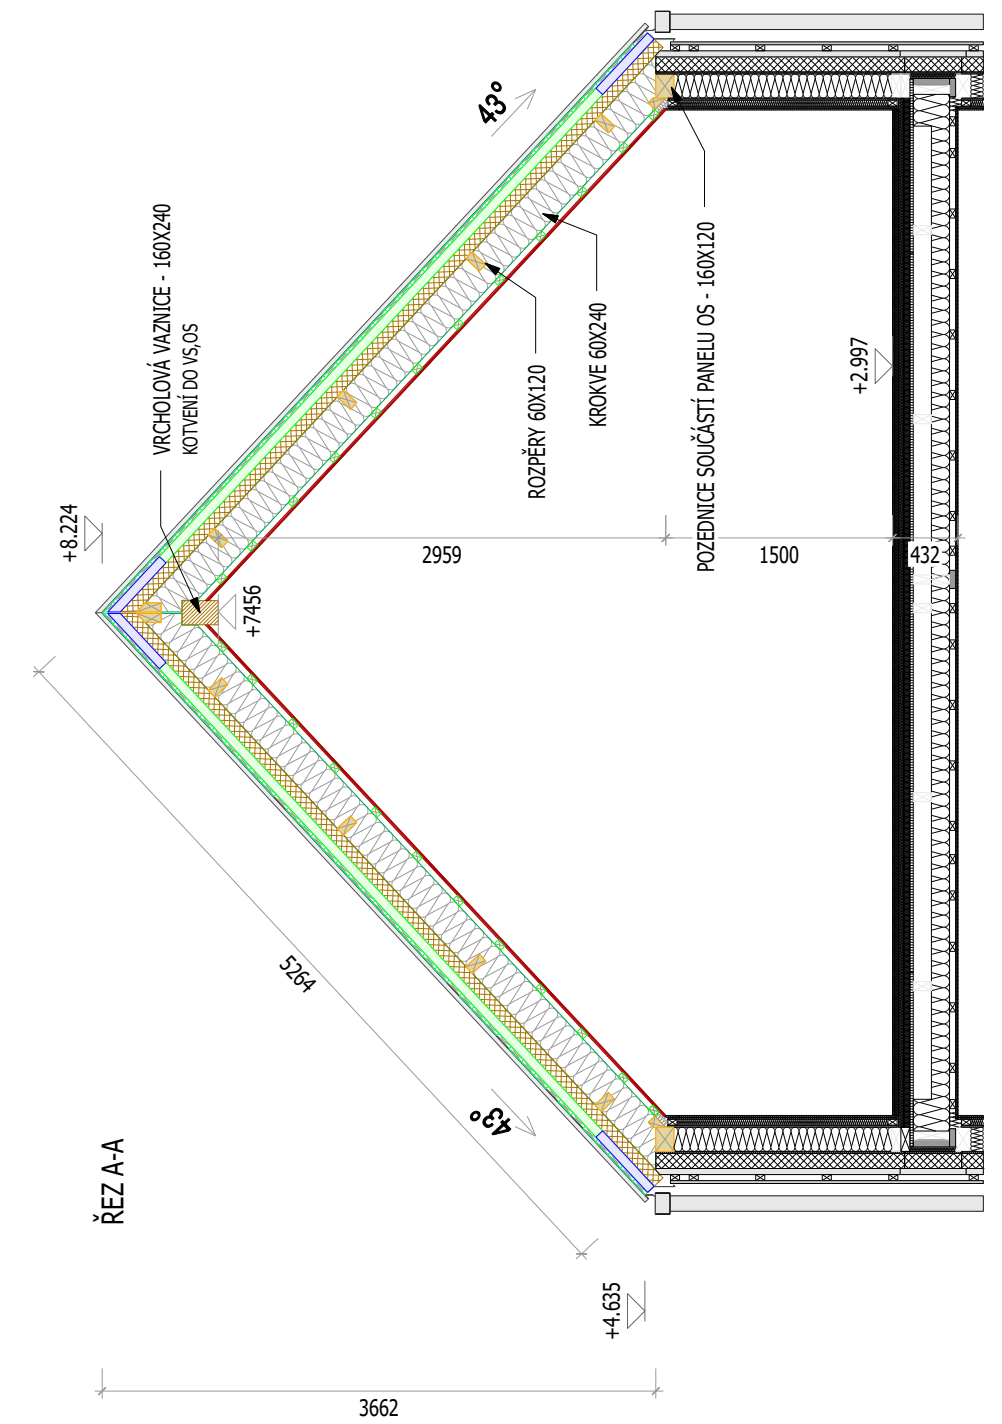 ŘEZ A-A
3662
+4.635
43°
5264
+8.224
+7456
VRCHOLOVÁ VAZNICE - 160X240
KOTVENÍ DO VS,OS
43°
ROZPĚRY 60X120
KROKVE 60X240
POZEDNICE SOUČÁSTÍ PANELU OS - 160X120
+2.997
2959
1500
432